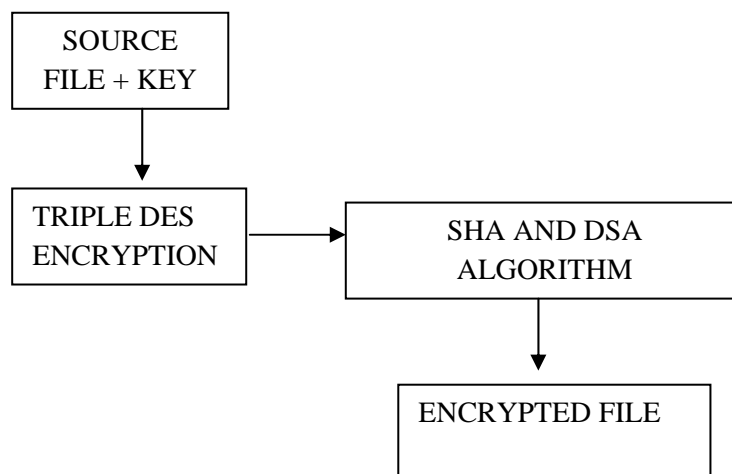 SOURCE
FILE + KEY
TRIPLE DES
ENCRYPTION
SHA AND DSA
ALGORITHM
ENCRYPTED FILE